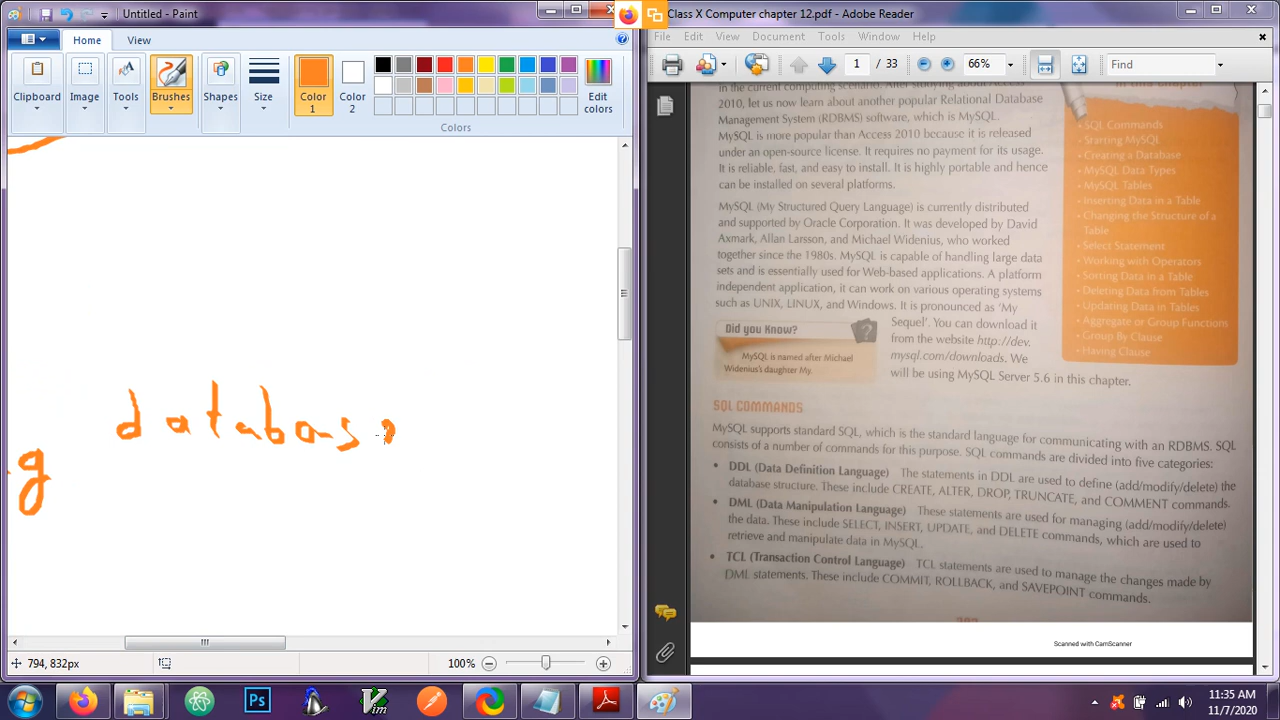 Untitled - Paint
Home
View
Clipboard
Image
Tools
Brushes
Shapes
Size
Color 1
Color 2
Edit colors
Colors
g
794, 832px
100%
Class X Computer chapter 12.pdf - Adobe Reader
File Edit View Document Tools Window Help
1 / 33
66%
Find
in the current computing scenario. After studying about Access
2010, let us now learn about another popular Relational Database
Management System (RDBMS) software, which is MySQL.
MySQL is more popular than Access 2010 because it is released
under an open-source license. It requires no payment for its usage.
It is reliable, fast, and easy to install. It is highly portable and hence
can be installed on several platforms.
MySQL (My Structured Query Language) is currently distributed
and supported by Oracle Corporation. It was developed by David
Axmark, Allan Larsson, and Michael Widenius, who worked
together since the 1980s. MySQL is capable of handling large data
sets and is essentially used for Web-based applications. A platform
independent application, it can work on various operating systems
such as UNIX, LINUX, and Windows. It is pronounced as 'My
Sequel'. You can download it
from the website http://dev.
mysql.com/downloads. We
will be using MySQL Server 5.6 in this chapter.
Did you Know?
MySQL is named after Michael
Widenius's daughter My.
in this chapter
• SQL Commands
• Starting MySQL
• Creating a Database
• MySQL Data Types
• MySQL Tables
• Inserting Data in a Table
• Changing the Structure of a
Table
• Select Statement
• Working with Operators
• Sorting Data in a Table
• Deleting Data from Tables
• Updating Data in Tables
• Aggregate or Group Functions
• Group By Clause
• Having Clause
SQL COMMANDS
MySQL supports standard SQL, which is the standard language for communicating with an RDBMS. SQL
consists of a number of commands for this purpose. SQL commands are divided into five categories:
• DDL (Data Definition Language) The statements in DDL are used to define (add/modify/delete) the
database structure. These include CREATE, ALTER, DROP, TRUNCATE, and COMMENT commands.
• DML (Data Manipulation Language) These statements are used for managing (add/modify/delete)
the data. These include SELECT, INSERT, UPDATE, and DELETE commands, which are used to
retrieve and manipulate data in MySQL.
• TCL (Transaction Control Language) TCL statements are used to manage the changes made by
DML statements. These include COMMIT, ROLLBACK, and SAVEPOINT commands.
Scanned with CamScanner
Ps
11:35 AM
11/7/2020